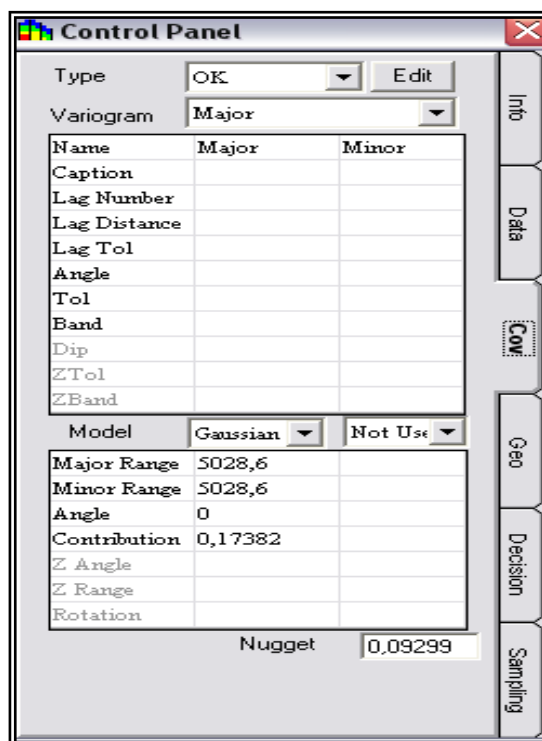 Control Panel
Type OK Edit
Variogram Major
Name Major Minor
Caption
Lag Number
Lag Distance
Lag Tol
Angle
Tol
Band
Dip
ZTol
ZBand
Model Gaussian Not Use
Major Range 5028,6
Minor Range 5028,6
Angle 0
Contribution 0,17382
Z Angle
Z Range
Rotation
Nugget 0,09299
Info
Data
Cov
Geo
Decision
Sampling